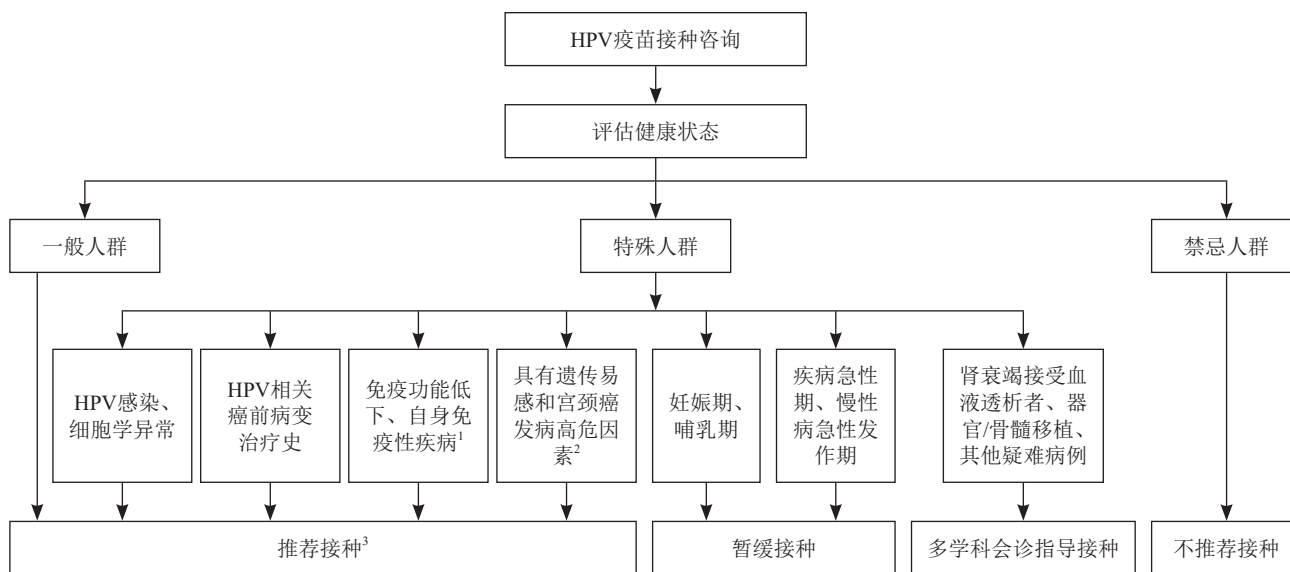 HPV疫苗接种咨询
评估健康状态
一般人群
特殊人群
禁忌人群
HPV感染、
细胞学异常
HPV相关
癌前病变
治疗史
免疫功能低
下、自身免
疫性疾病1
具有遗传易
感和宫颈癌
发病高危因
素2
妊娠期、
哺乳期
疾病急性
期、慢性
病急性发
作期
肾衰竭接受血
液透析者、器
官/骨髓移植、
其他疑难病例
推荐接种3
暂缓接种
多学科会诊指导接种
不推荐接种